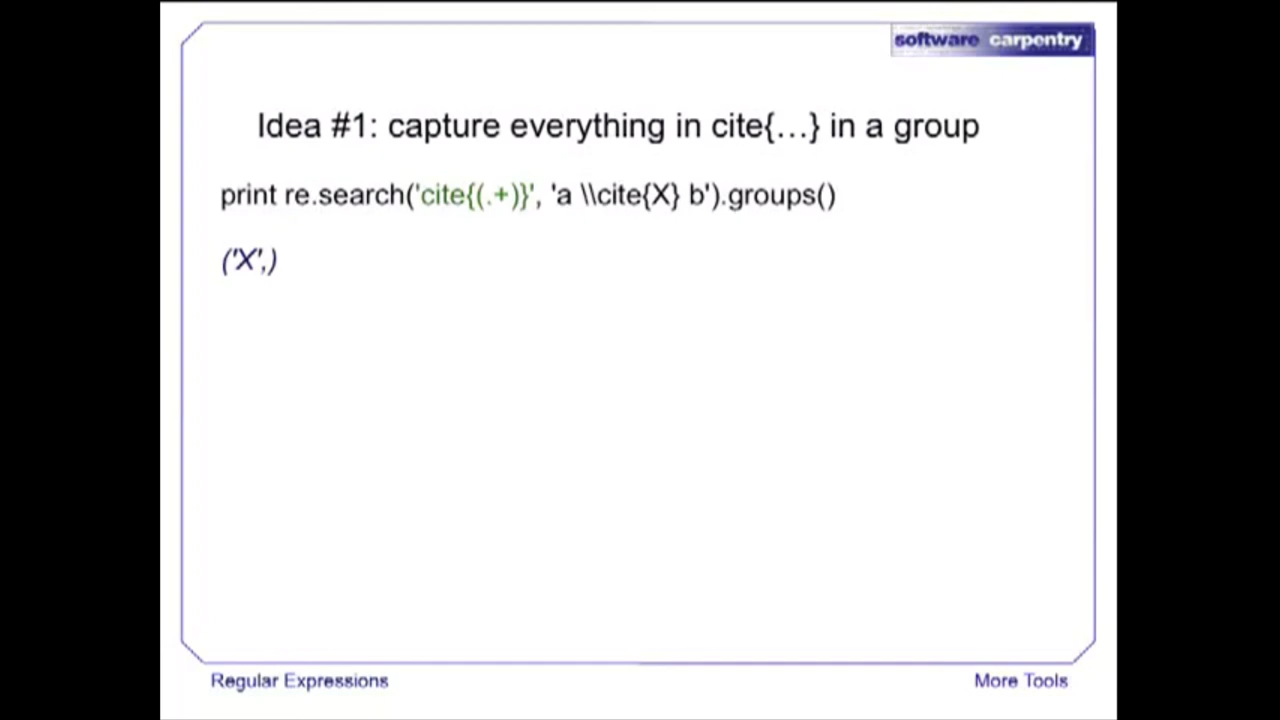 software carpentry
Idea #1: capture everything in cite{...} in a group
print re.search('cite{(.+)}', 'a \\cite{X} b').groups()
('X',)
Regular Expressions
More Tools